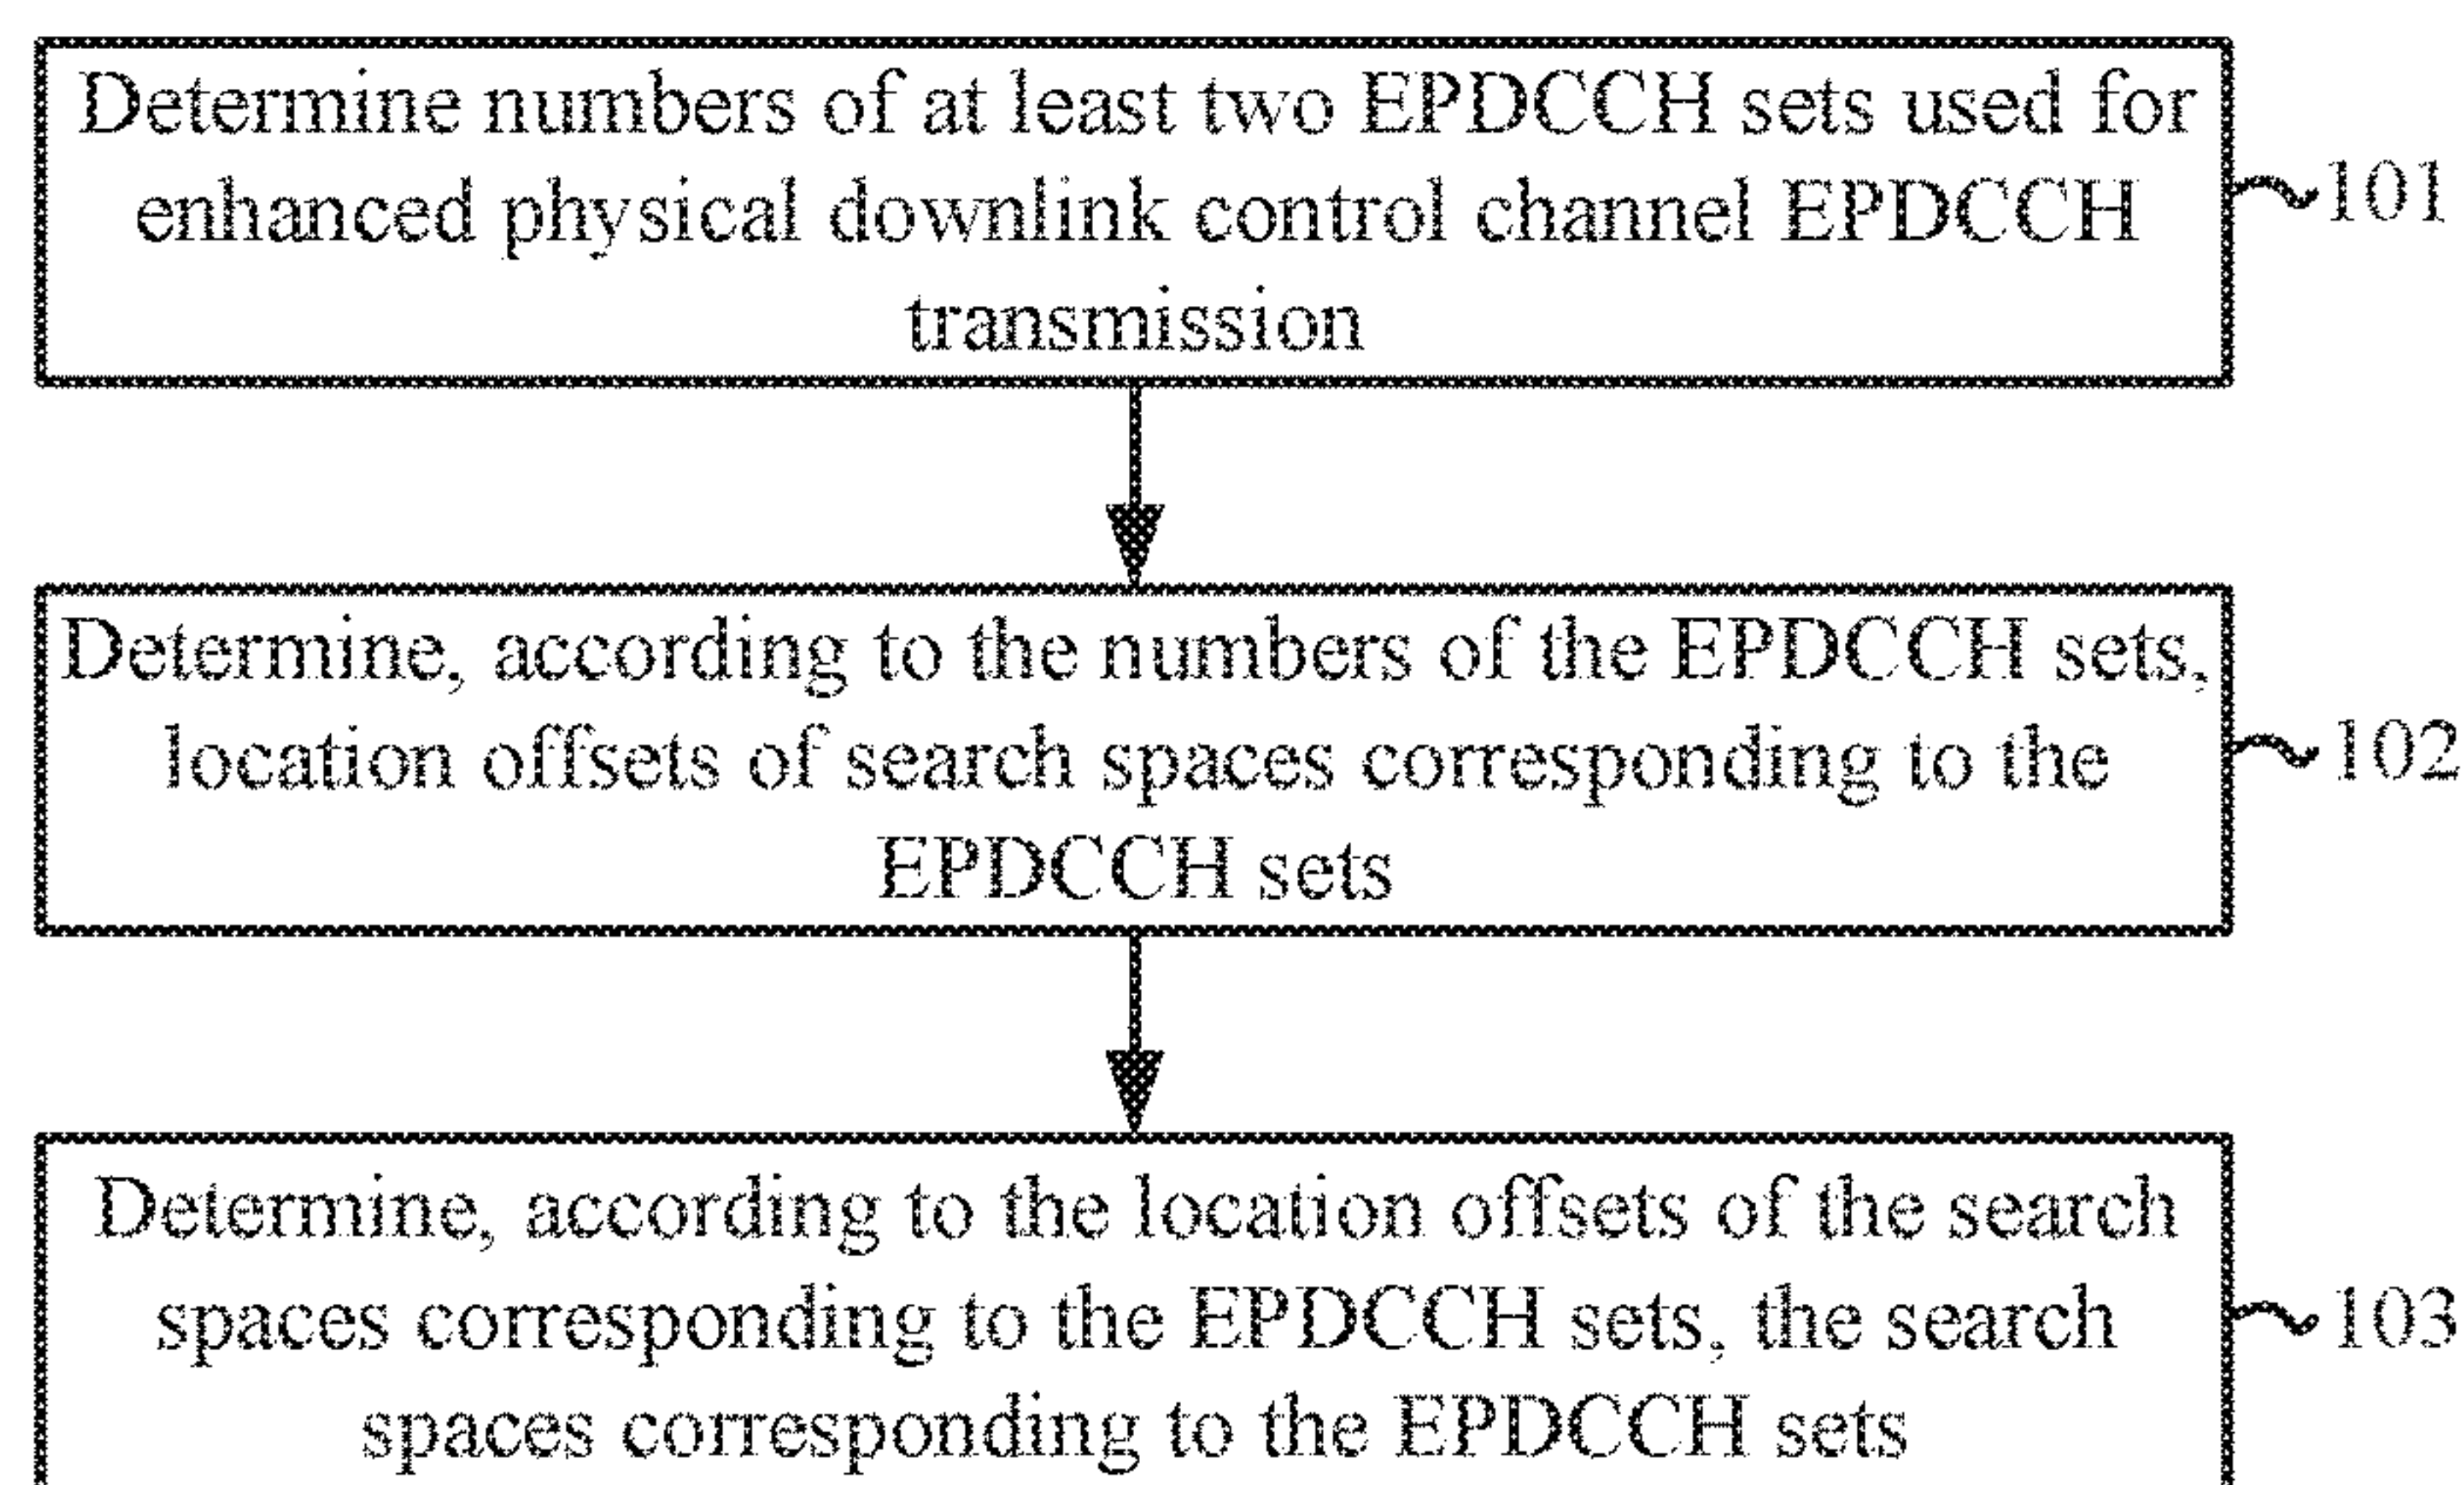 Determine numbers of at least two EPDCCH sets used for
enhanced physical downlink control channel EPDCCH
transmission
101
Determine, according to the numbers of the EPDCCH sets,
location offsets of search spaces corresponding to the
EPDCCH sets
102
Determine, according to the location offsets of the search
spaces corresponding to the EPDCCH sets, the search
spaces corresponding to the EPDCCH sets
103